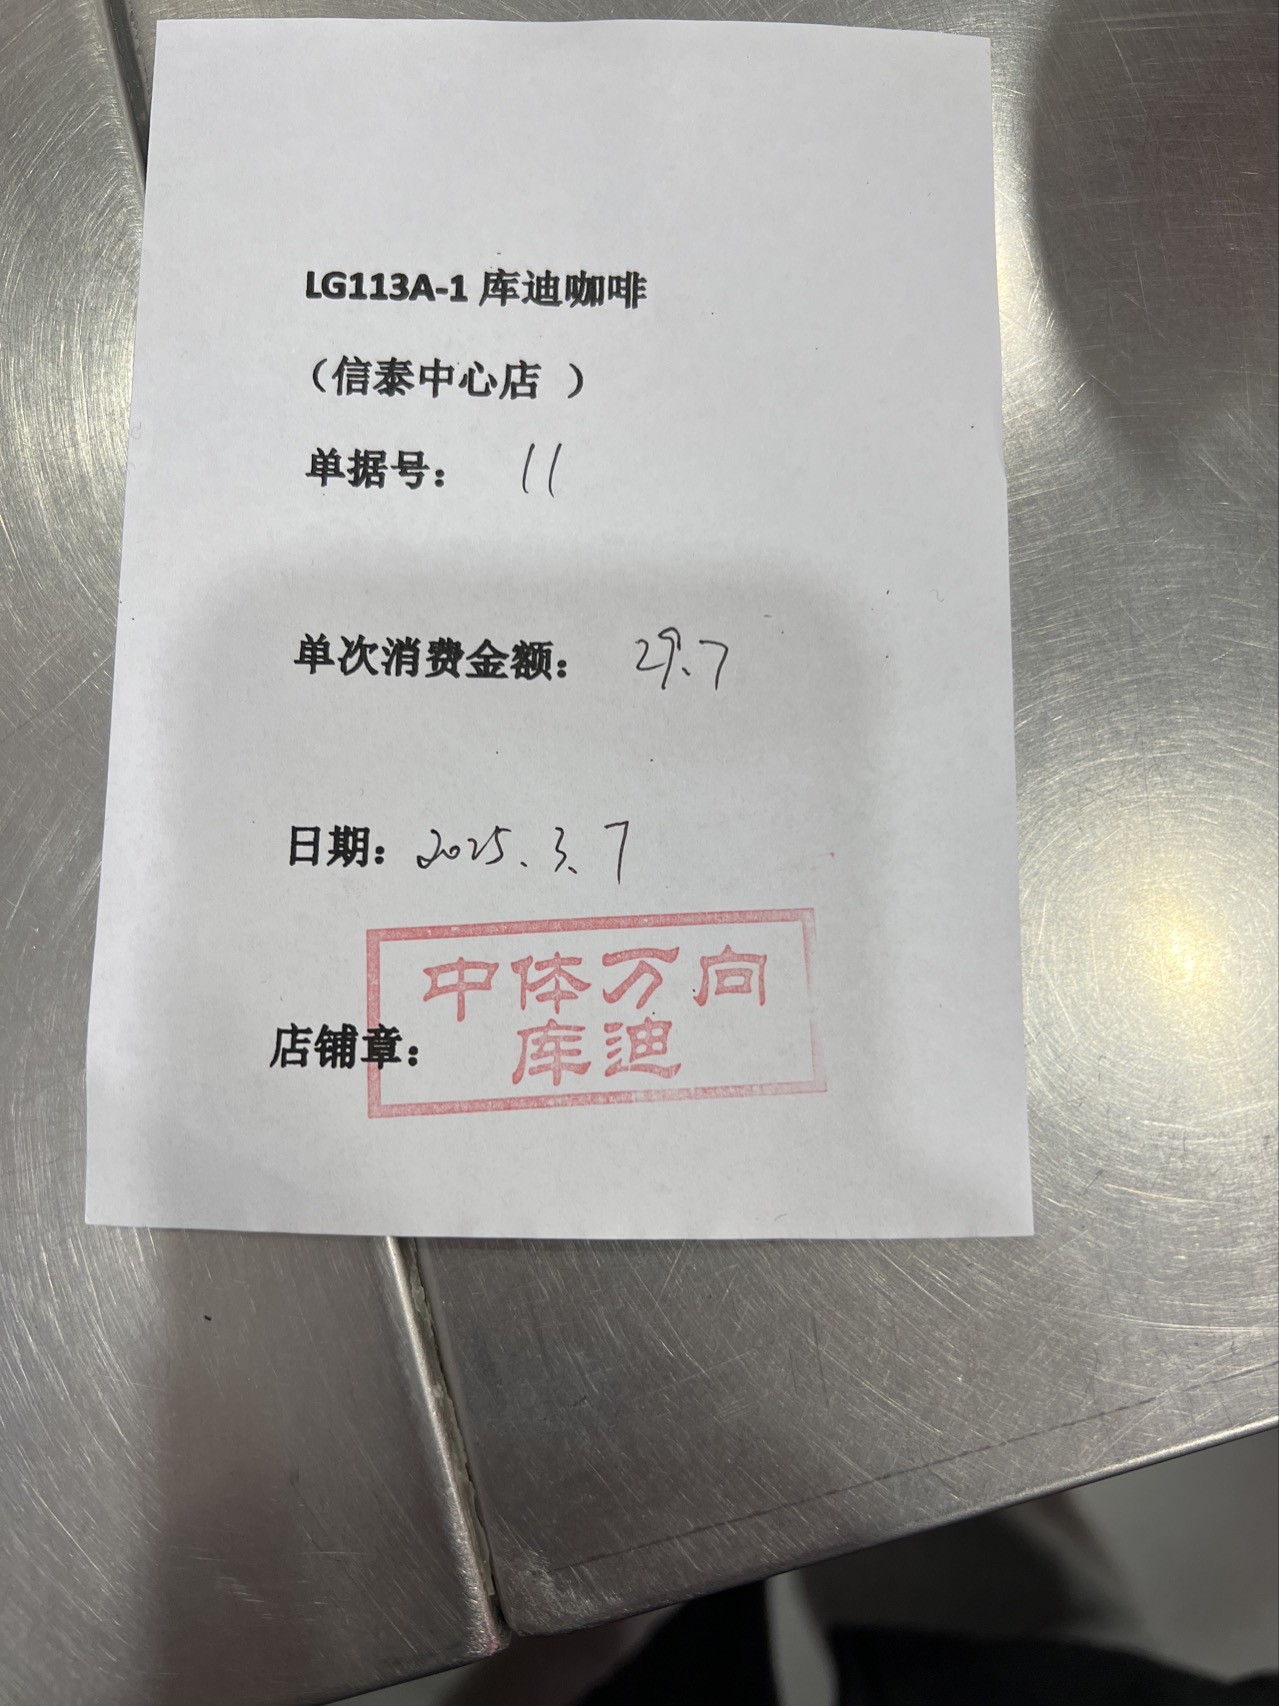 LG113A-1 库迪咖啡
（信泰中心店 ）
单据号： 11
单次消费金额： 29.7
日期：2025.3.7
中体万向
库迪
店铺章：